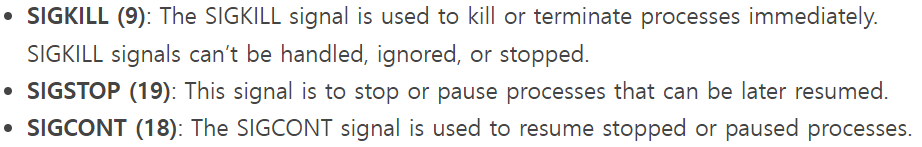 • SIGKILL (9): The SIGKILL signal is used to kill or terminate processes immediately.
SIGKILL signals can’t be handled, ignored, or stopped.
• SIGSTOP (19): This signal is to stop or pause processes that can be later resumed.
• SIGCONT (18): The SIGCONT signal is used to resume stopped or paused processes.